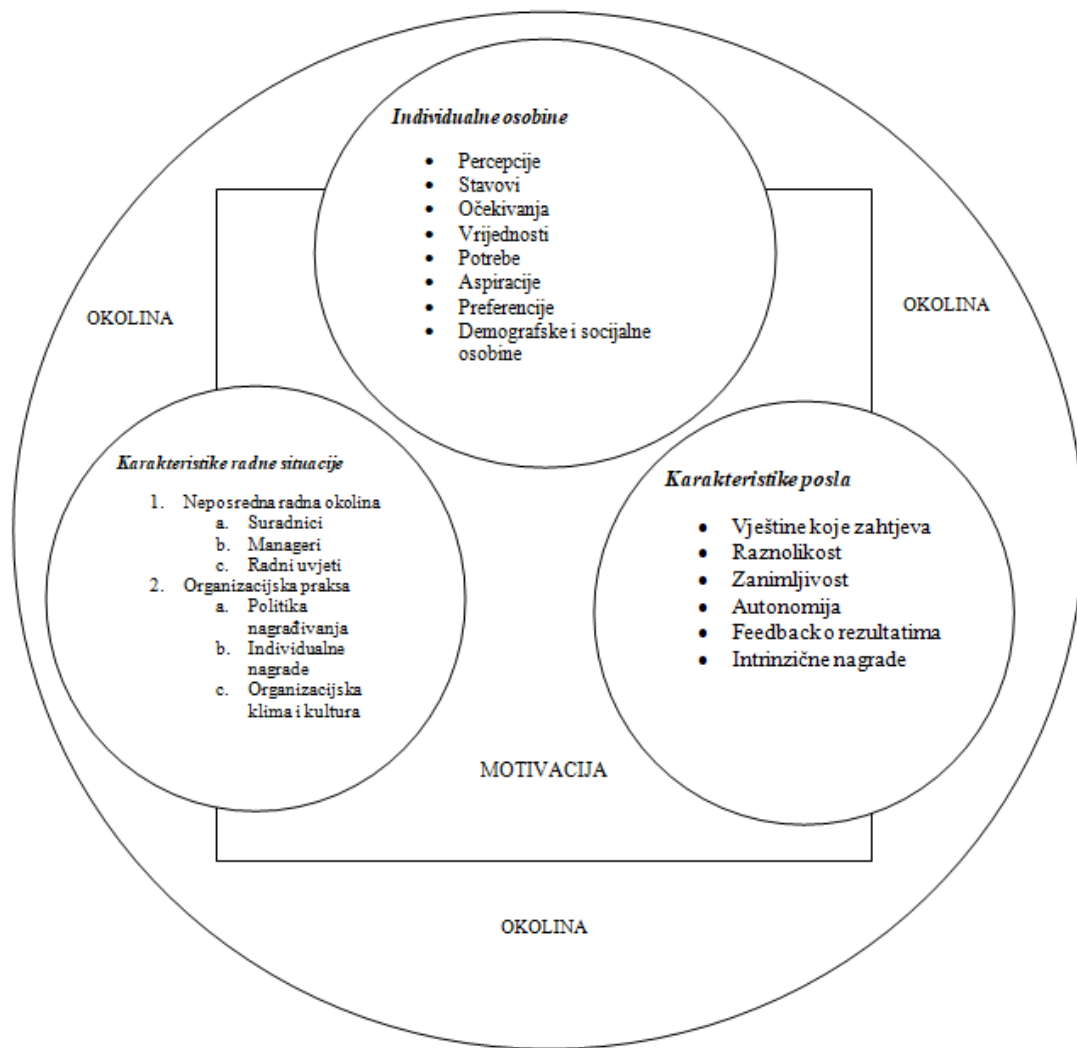 Individualne osobine
• Percepcije
• Stavovi
• Očekivanja
• Vrijednosti
• Potrebe
• Aspiracije
• Preferencije
• Demografske i socijalne
osobine
OKOLINA
OKOLINA
Karakteristike radne situacije
1. Neposredna radna okolina
a. Suradnici
b. Manageri
c. Radni uvjeti
2. Organizacijska praksa
a. Politika
nagrađivanja
b. Individualne
nagrade
c. Organizacijska
klima i kultura
Karakteristike posla
• Vještine koje zahtjeva
• Raznolikost
• Zanimljivost
• Autonomija
• Feedback o rezultatima
• Intrinzične nagrade
MOTIVACIJA
OKOLINA